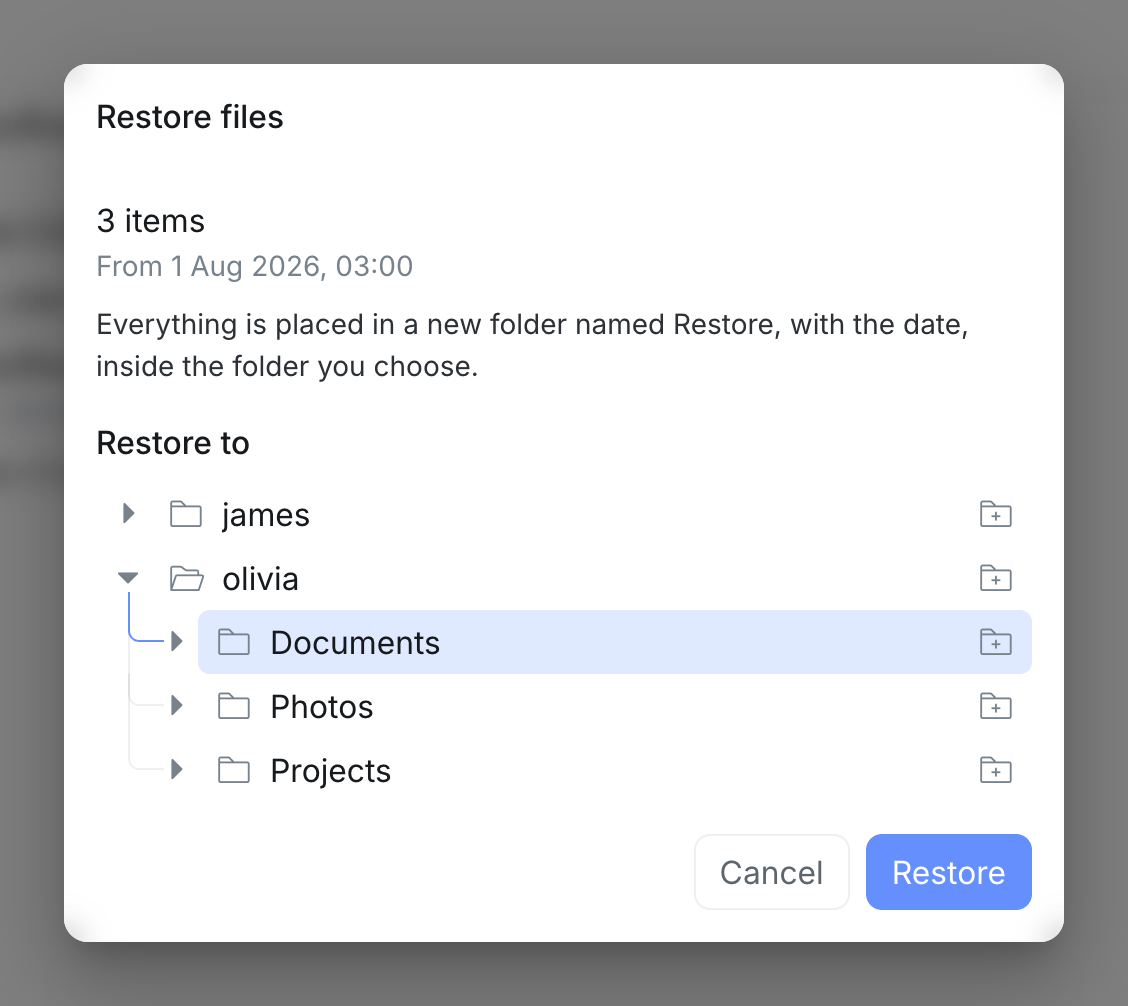 Restore files
3 items
From 1 Aug 2026, 03:00
Everything is placed in a new folder named Restore, with the date,
inside the folder you choose.
Restore to
james
olivia
Documents
Photos
Projects
Cancel
Restore